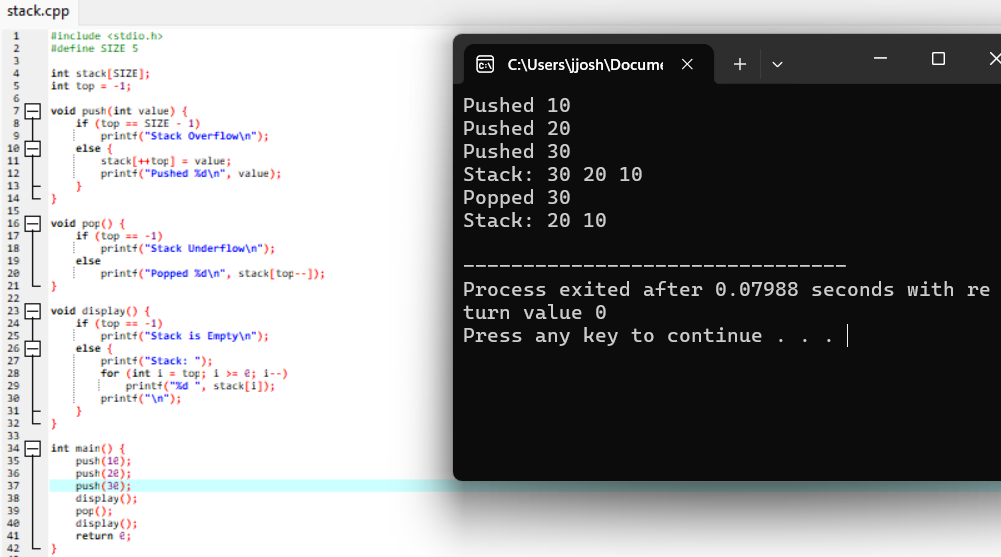 stack.cpp
1 #include <stdio.h>
2 #define SIZE 5
3
4 int stack[SIZE];
5 int top = -1;
6
7 void push(int value) {
8 if (top == SIZE - 1)
9 printf("Stack Overflow\n");
10 else {
11 stack[++top] = value;
12 printf("Pushed %d\n", value);
13 }
14 }
15
16 void pop() {
17 if (top == -1)
18 printf("Stack Underflow\n");
19 else
20 printf("Popped %d\n", stack[top--]);
21 }
22
23 void display() {
24 if (top == -1)
25 printf("Stack is Empty\n");
26 else {
27 printf("Stack: ");
28 for (int i = top; i >= 0; i--)
29 printf("%d ", stack[i]);
30 printf("\n");
31 }
32 }
33
34 int main() {
35 push(10);
36 push(20);
37 push(30);
38 display();
39 pop();
40 display();
41 return 0;
42 }
C:\Users\jjosh\Docume
Pushed 10
Pushed 20
Pushed 30
Stack: 30 20 10
Popped 30
Stack: 20 10
--------------------------------
Process exited after 0.07988 seconds with re
turn value 0
Press any key to continue . . .